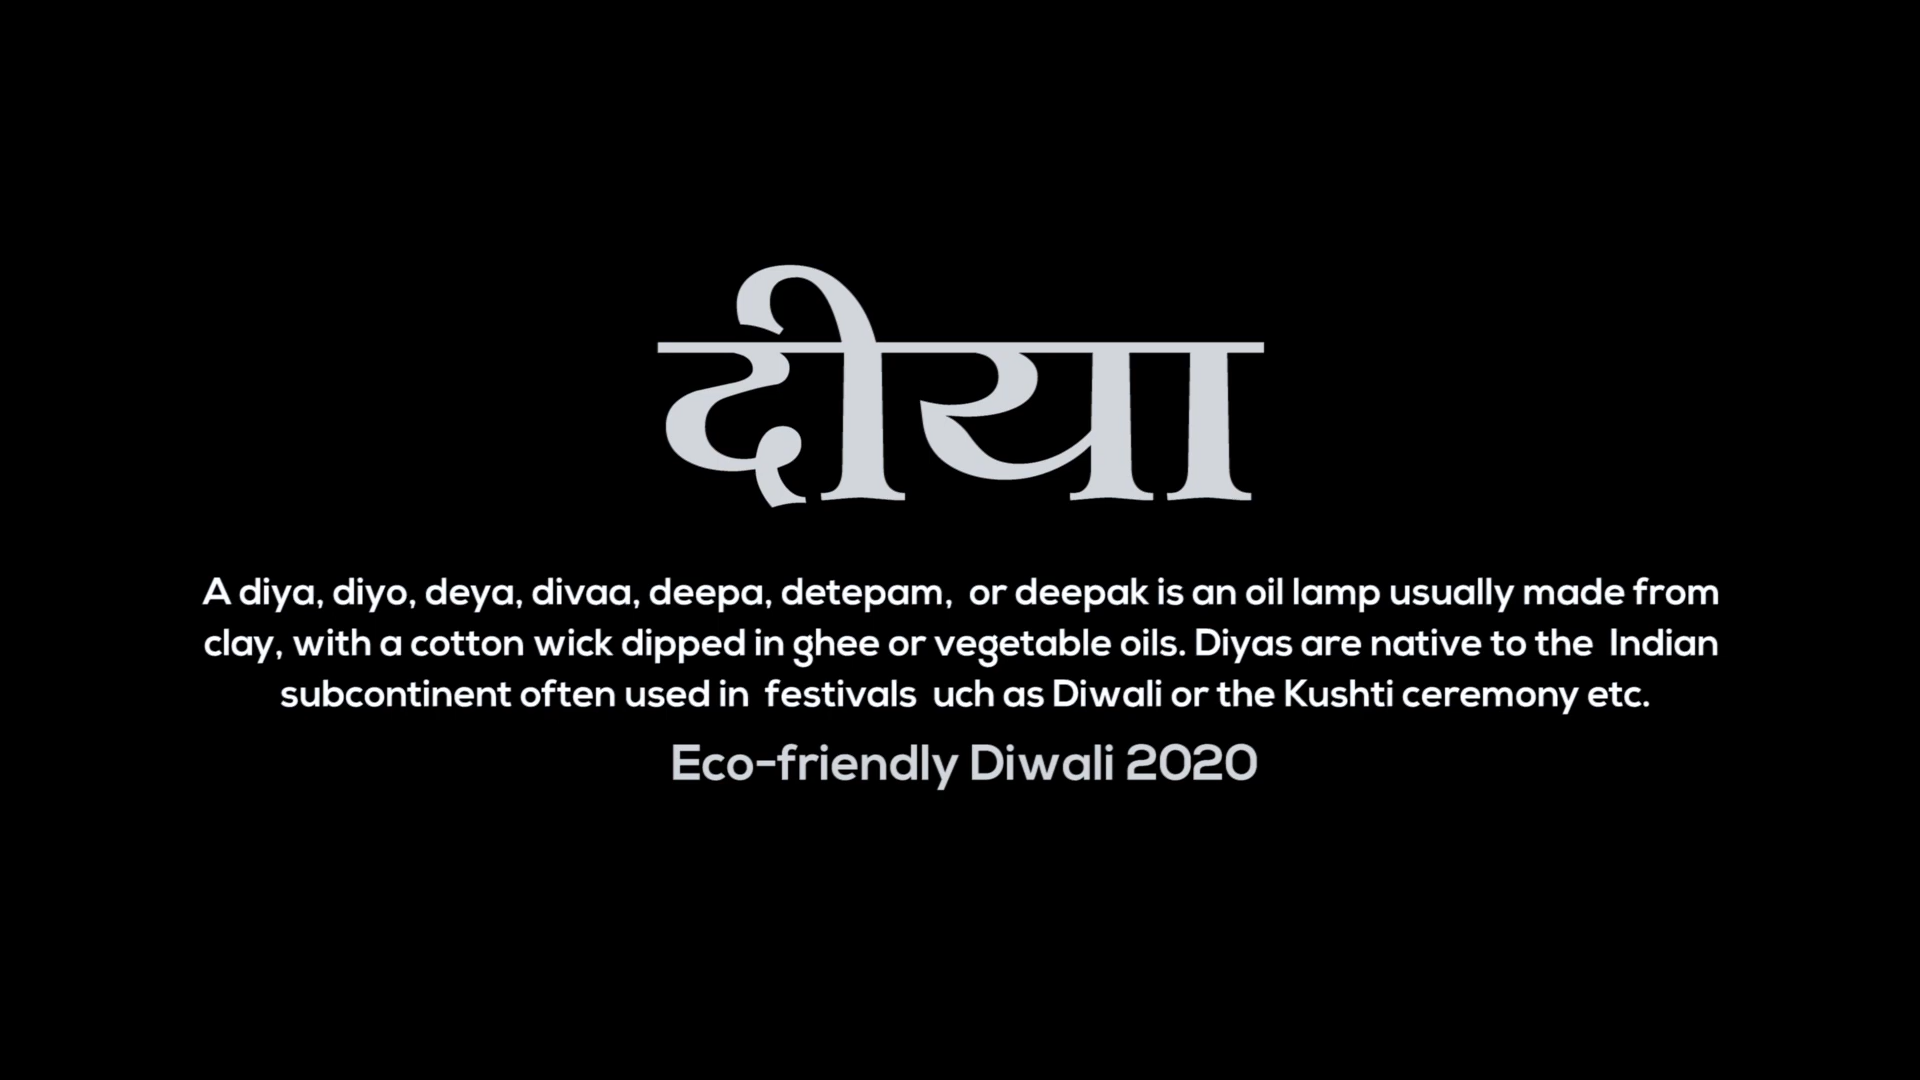 दीया
A diya, diyo, deya, divaa, deepa, detepam, or deepak is an oil lamp usually made from
clay, with a cotton wick dipped in ghee or vegetable oils. Diyas are native to the Indian
subcontinent often used in festivals uch as Diwali or the Kushti ceremony etc.
Eco-friendly Diwali 2020